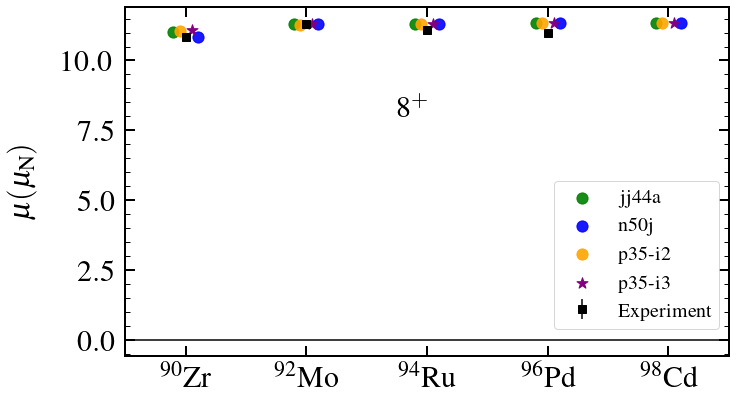 μ(μ_N)
10.0
7.5
5.0
2.5
0.0
8⁺
jj44a
n50j
p35-i2
p35-i3
Experiment
⁹⁰Zr ⁹²Mo ⁹⁴Ru ⁹⁶Pd ⁹⁸Cd